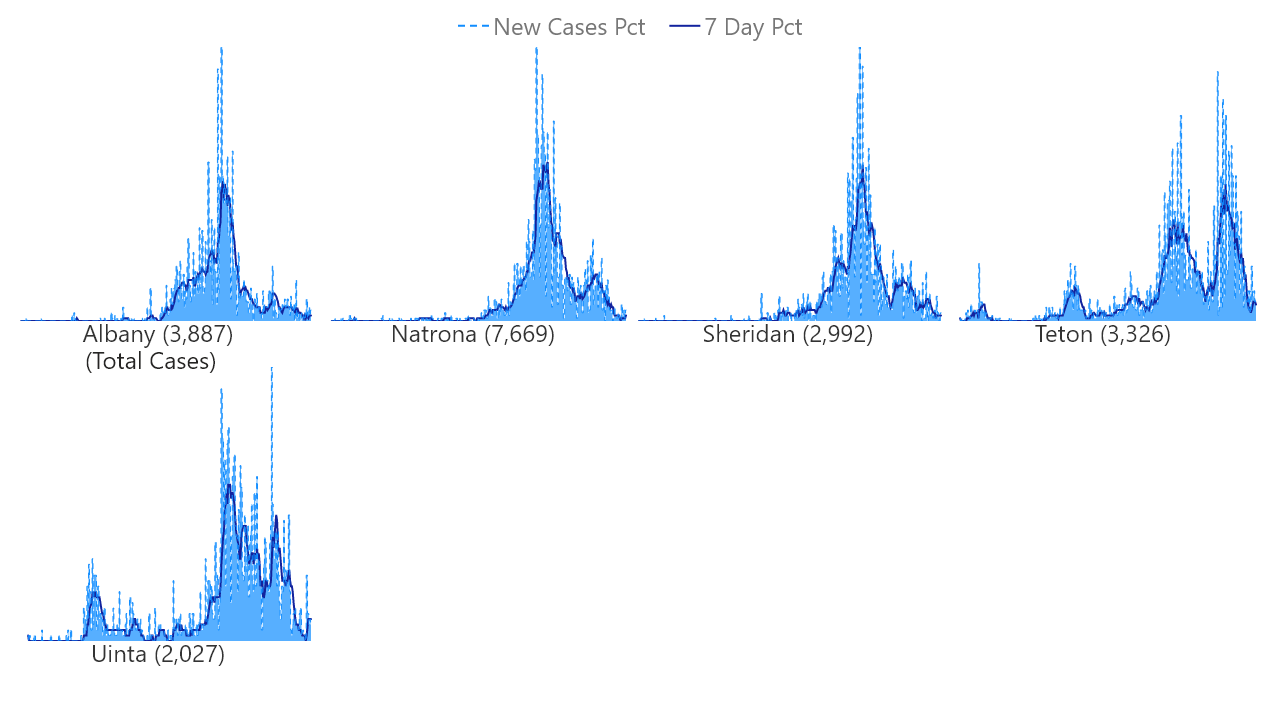 New Cases Pct 7 Day Pct
Albany (3,887) Natrona (7,669) Sheridan (2,992) Teton (3,326)
(Total Cases)
Uinta (2,027)